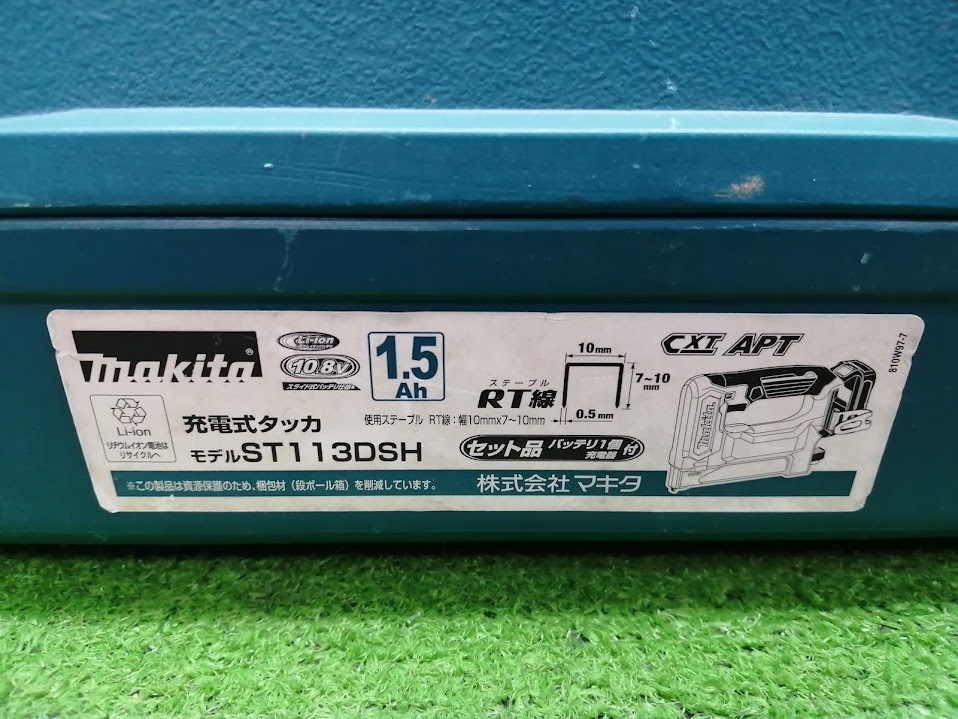 makita®
Li-ion
10.8V
スライド式バッテリ仕様
1.5
Ah
Li-ion
リチウムイオン電池は
リサイクルへ
充電式タッカ
モデルST113DSH
ステープル
RT線
10mm
7~10
mm
0.5mm
使用ステープル RT線:幅10mmx7~10mm
セット品 バッテリ1個
充電器 付
CXT APT
makita
810W97-7
※この製品は資源保護のため、梱包材(段ボール箱)を削減しています。
株式会社マキタ